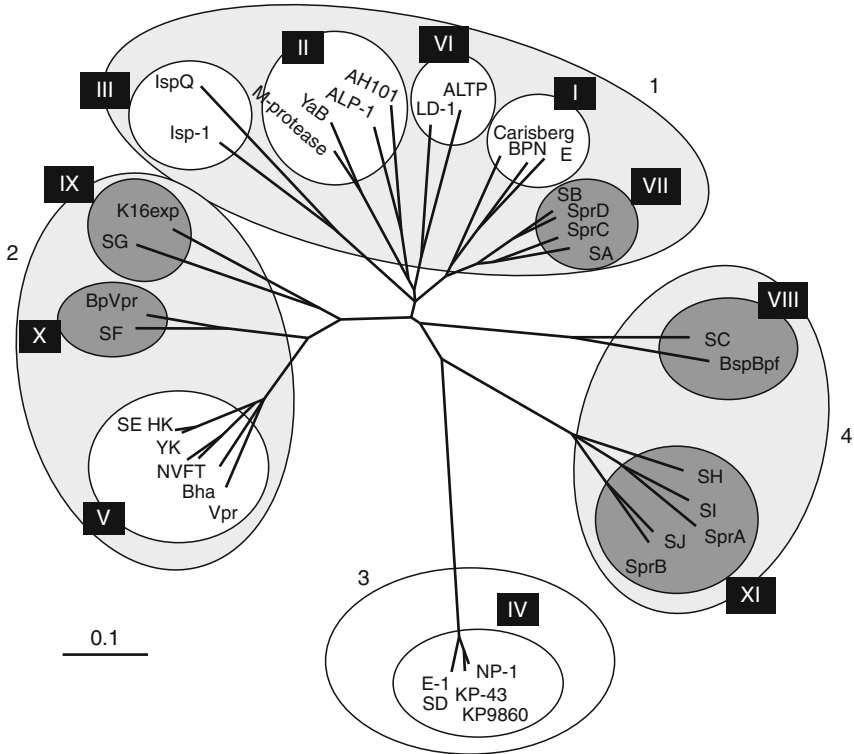 II
VI
III
IspQ
Isp-1
M-protease
YaB
ALP-1
AH101
LD-1
ALTP
I
1
Carisberg
BPN
E
VII
SB
SprD
SprC
SA
IX
K16exp
SG
2
BpVpr
X
SF
SE HK
YK
NVFT
Bha
Vpr
V
VIII
SC
BspBpf
4
SH
SI
SprA
SJ
SprB
XI
3
IV
NP-1
E-1
KP-43
SD
KP9860
0.1